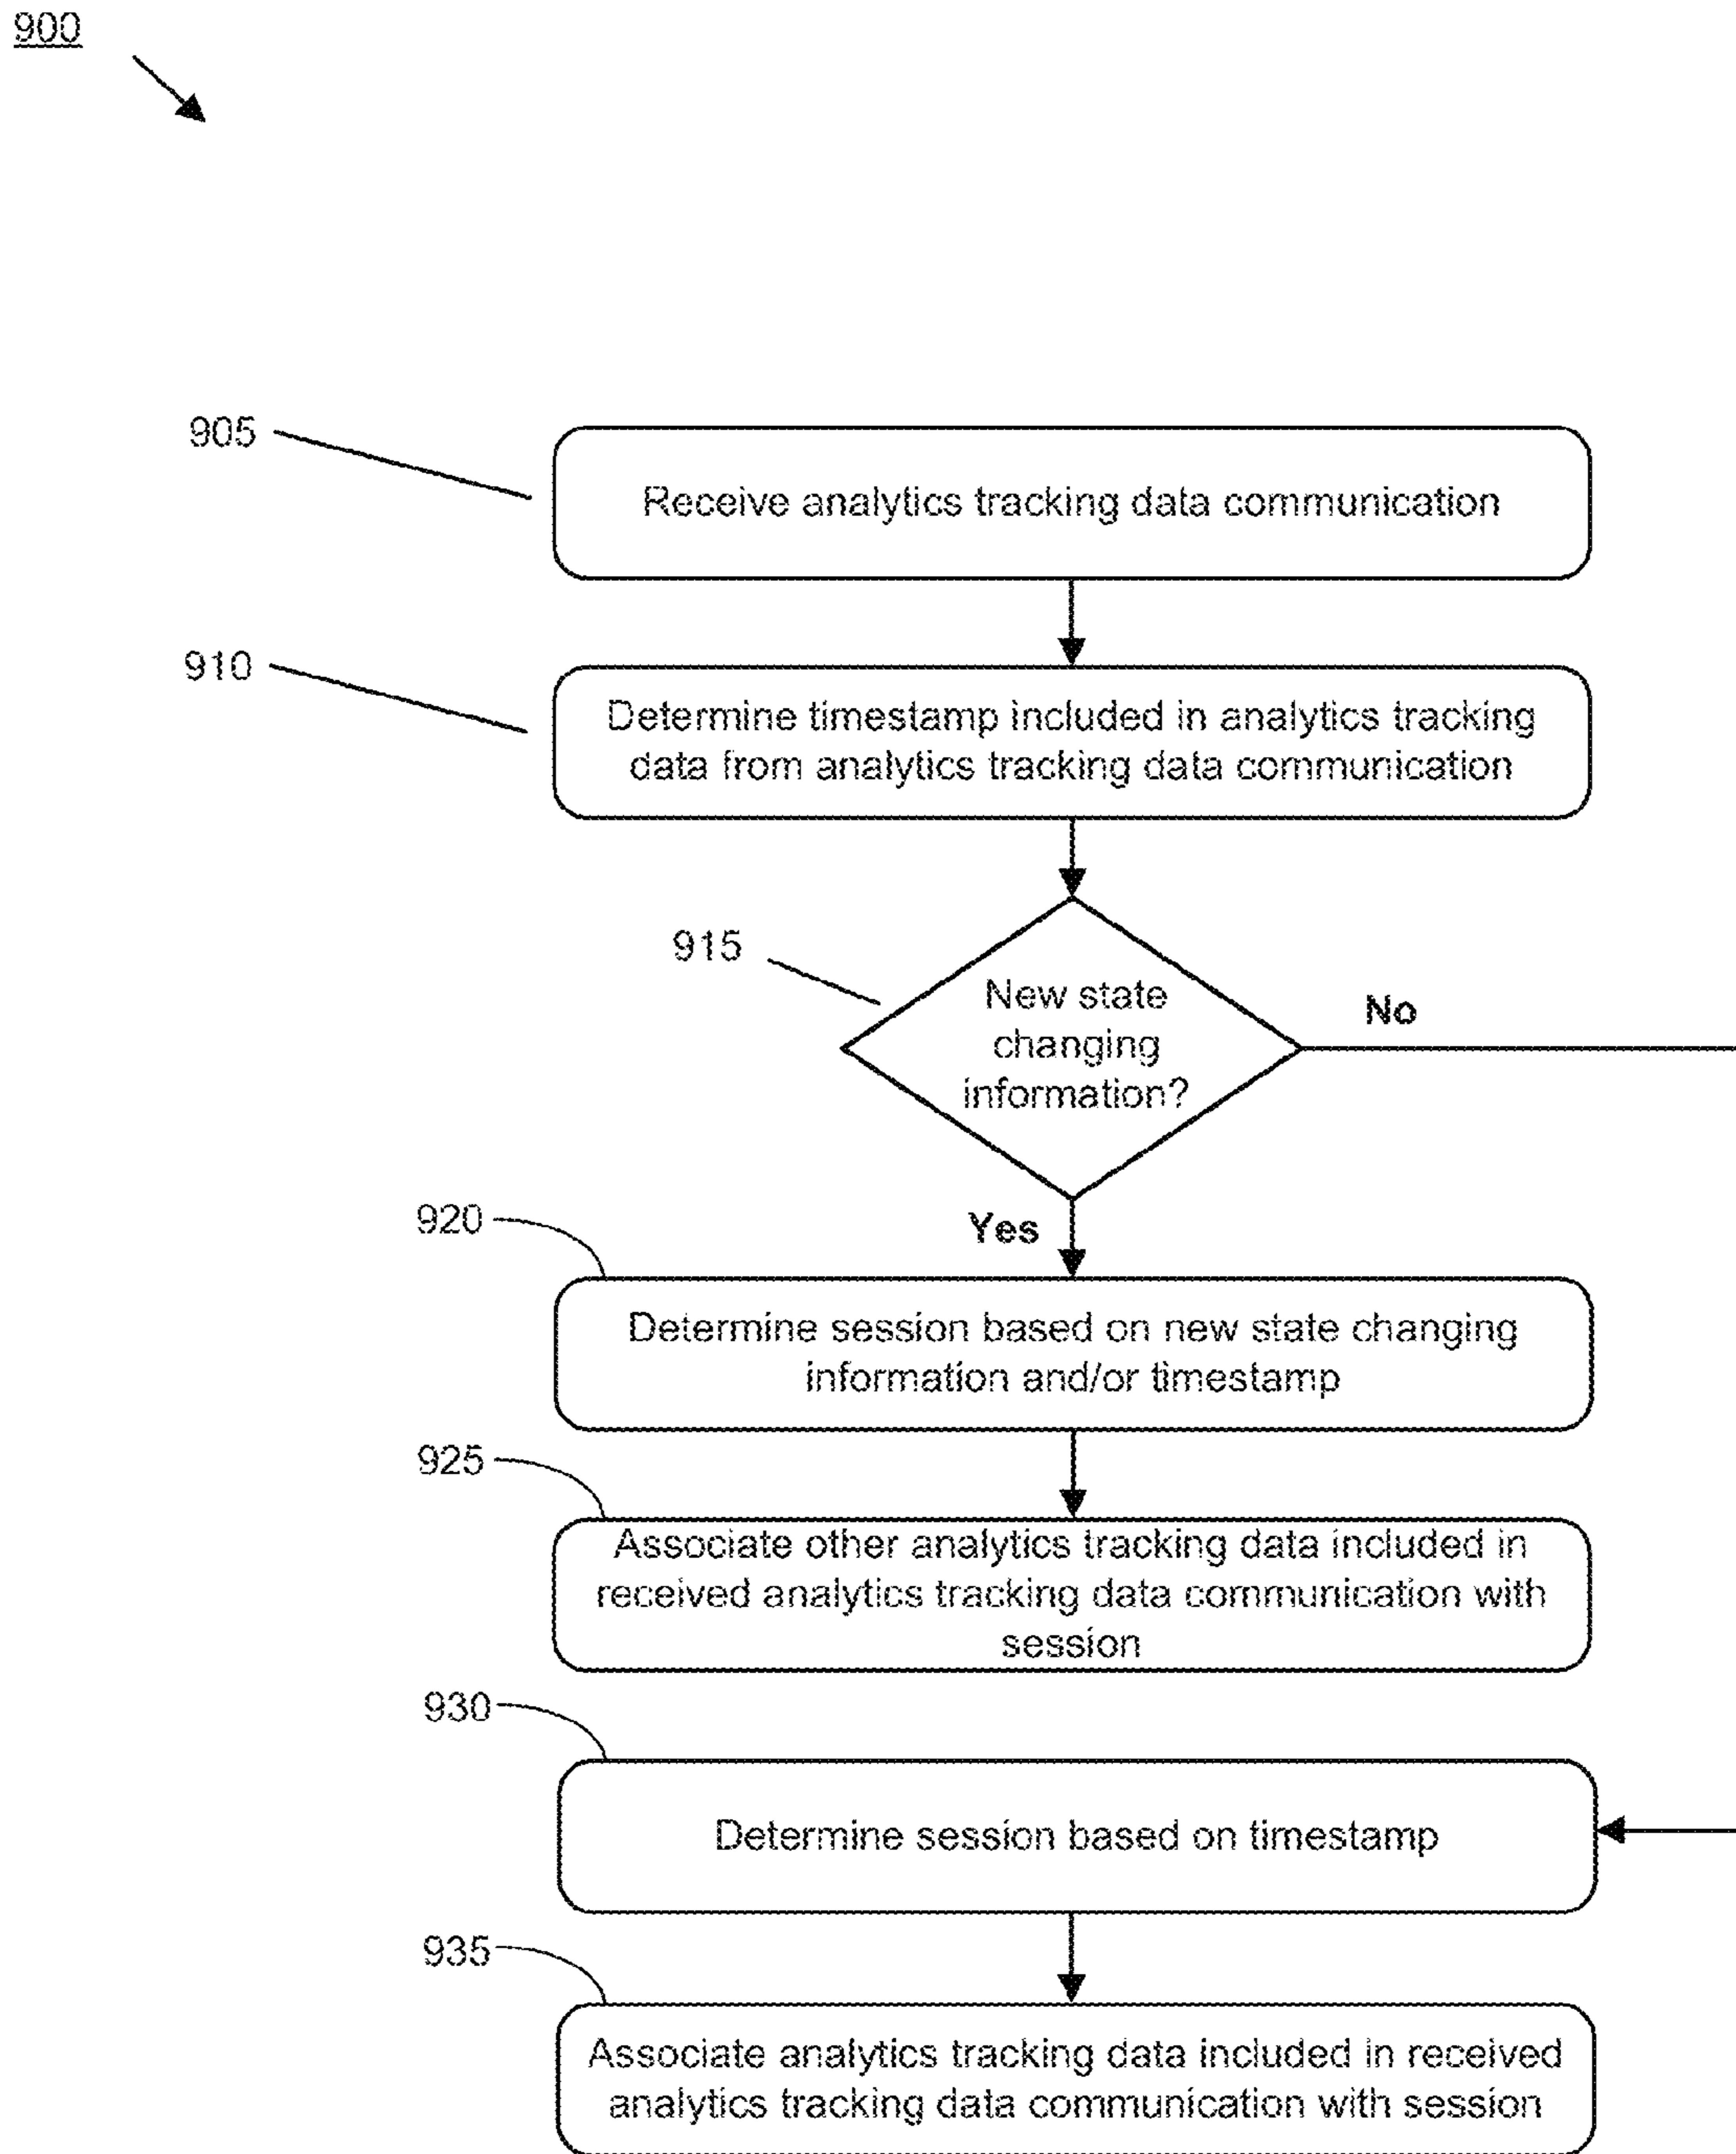 900
905
Receive analytics tracking data communication
910
Determine timestamp included in analytics tracking
data from analytics tracking data communication
915
New state
changing
information?
No
Yes
920
Determine session based on new state changing
information and/or timestamp
925
Associate other analytics tracking data included in
received analytics tracking data communication with
session
930
Determine session based on timestamp
935
Associate analytics tracking data included in received
analytics tracking data communication with session